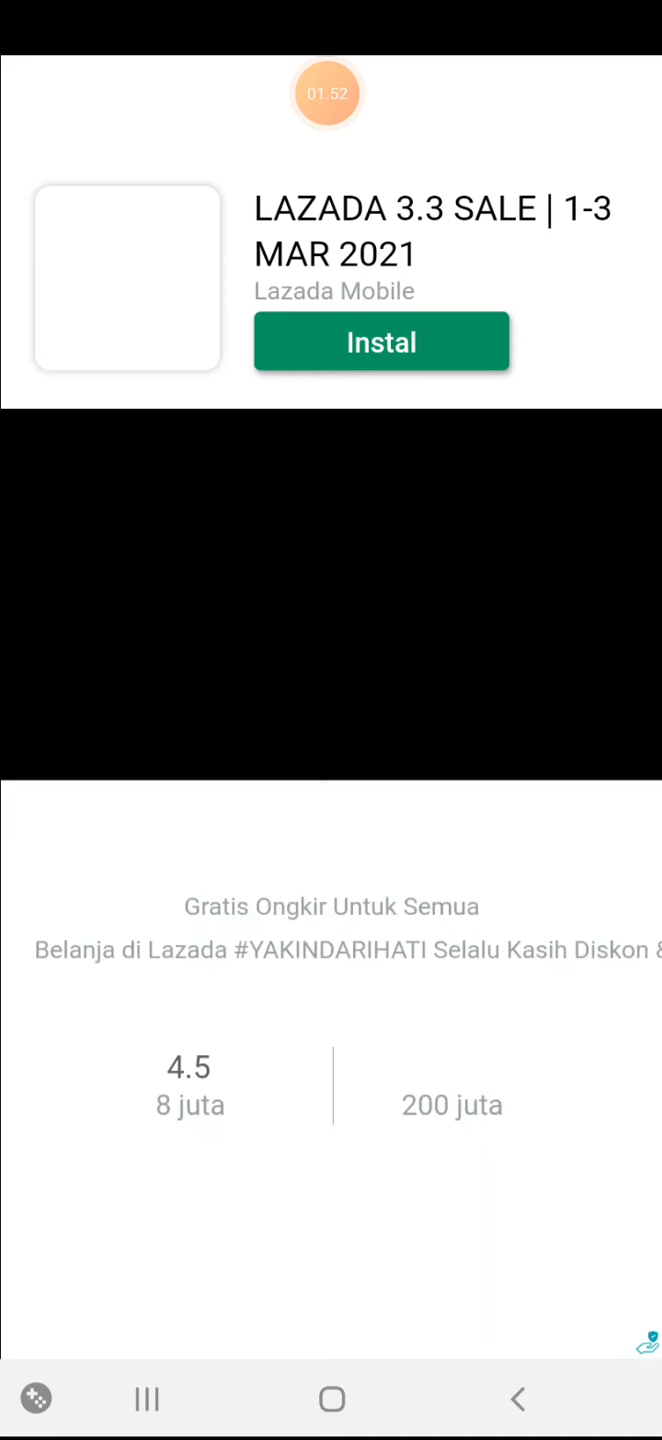 01.52
LAZADA 3.3 SALE | 1-3
MAR 2021
Lazada Mobile
Instal
Gratis Ongkir Untuk Semua
Belanja di Lazada #YAKINDARIHATI Selalu Kasih Diskon &
4.5
8 juta
200 juta